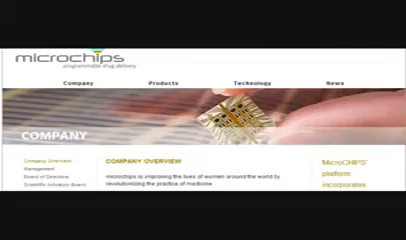 microchips
programmable drug delivery
Company Products Technology News
COMPANY
Company Overview
Management
Board of Directors
Scientific Advisory Board
COMPANY OVERVIEW
microchips is improving the lives of women around the world by
revolutionizing the practice of medicine.
MicroCHIPS'
platform
incorporates